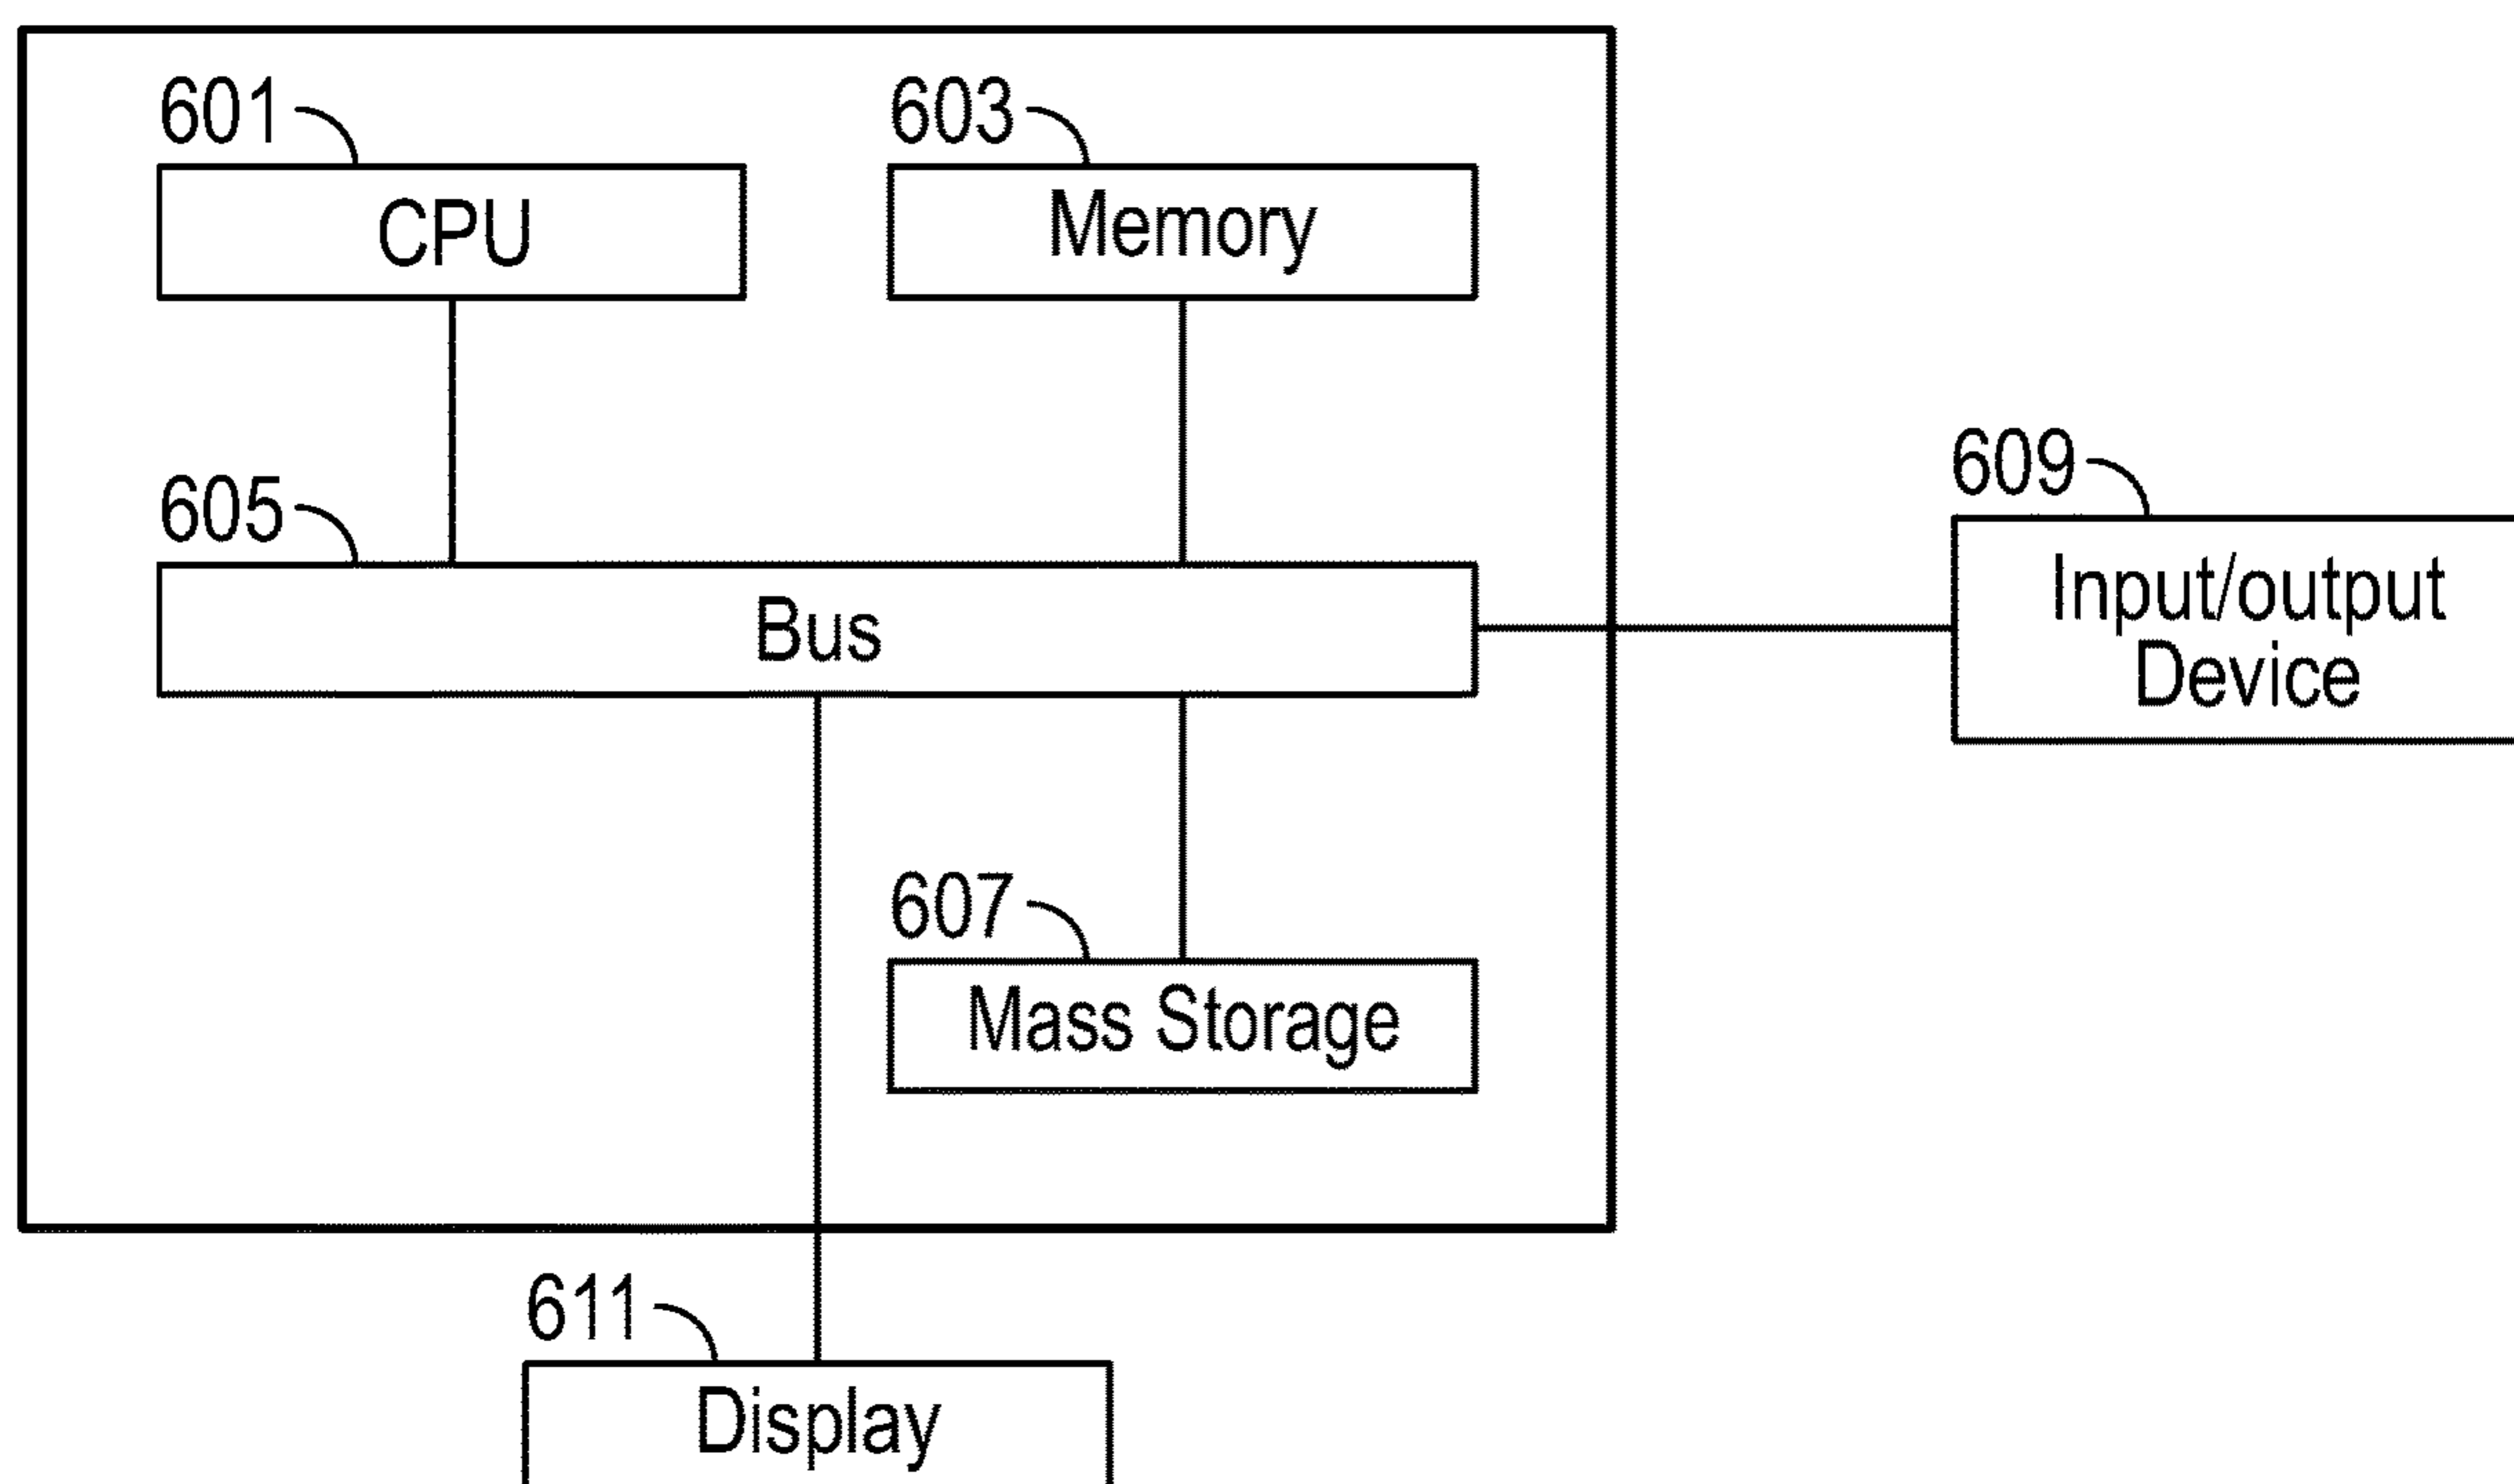 601
CPU
603
Memory
605
Bus
607
Mass Storage
609
Input/output
Device
611
Display